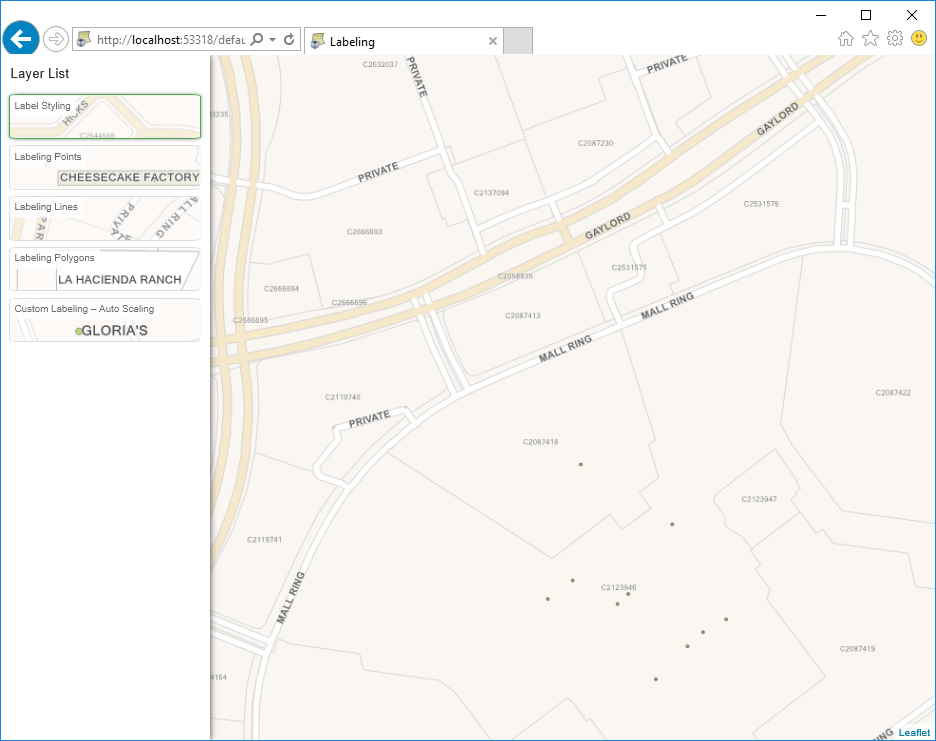 http://localhost:53318/defau
Labeling
Layer List
Label Styling
HICKS
C2544566
Labeling Points
CHEESECAKE FACTORY
Labeling Lines
PAR
PRIVATE
ALL RING
Labeling Polygons
LA HACIENDA RANCH
Custom Labeling – Auto Scaling
GLORIA'S
C2632037
PRIVATE
PRIVATE
3235
GAYLORD
C2087230
PRIVATE
C2137094
C2531576
C2666693
GAYLORD
C2531575
C2058835
C2666694
C2666696
MALL RING
C2666695
C2087413
MALL RING
C2087422
C2119740
PRIVATE
C2087418
C2123947
C2119741
MALL RING
C2123946
C2087419
4164
NG
Leaflet